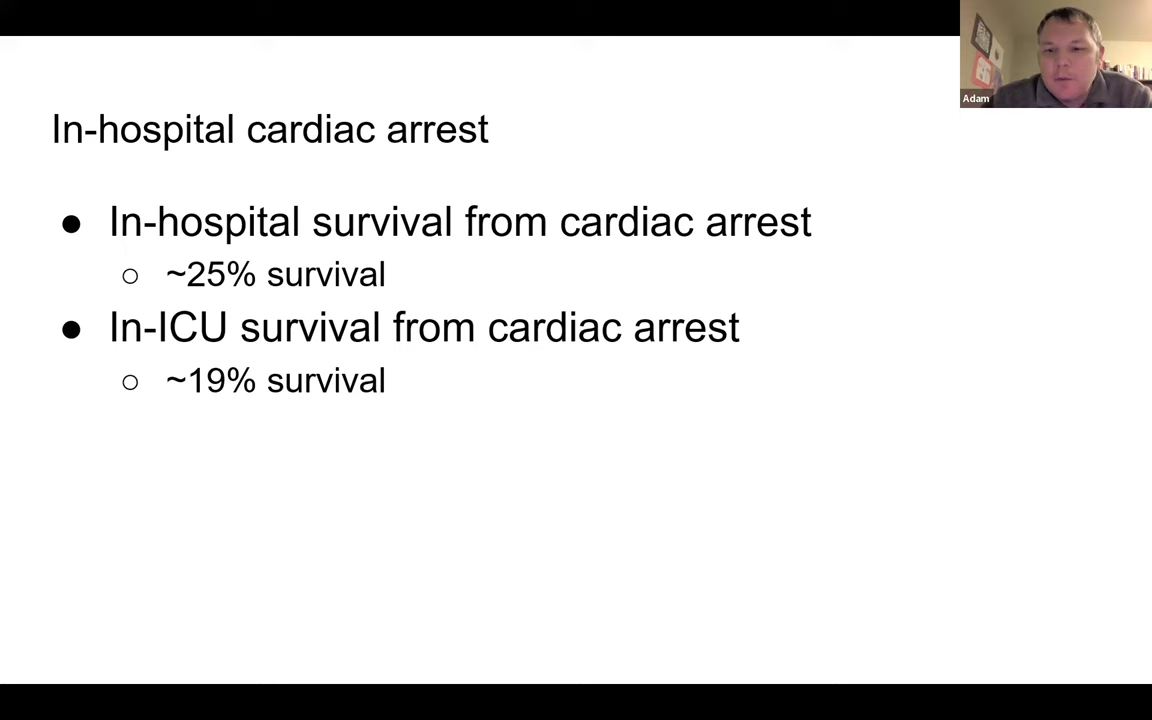 In-hospital cardiac arrest
● In-hospital survival from cardiac arrest
○ ~25% survival
● In-ICU survival from cardiac arrest
○ ~19% survival
Adam